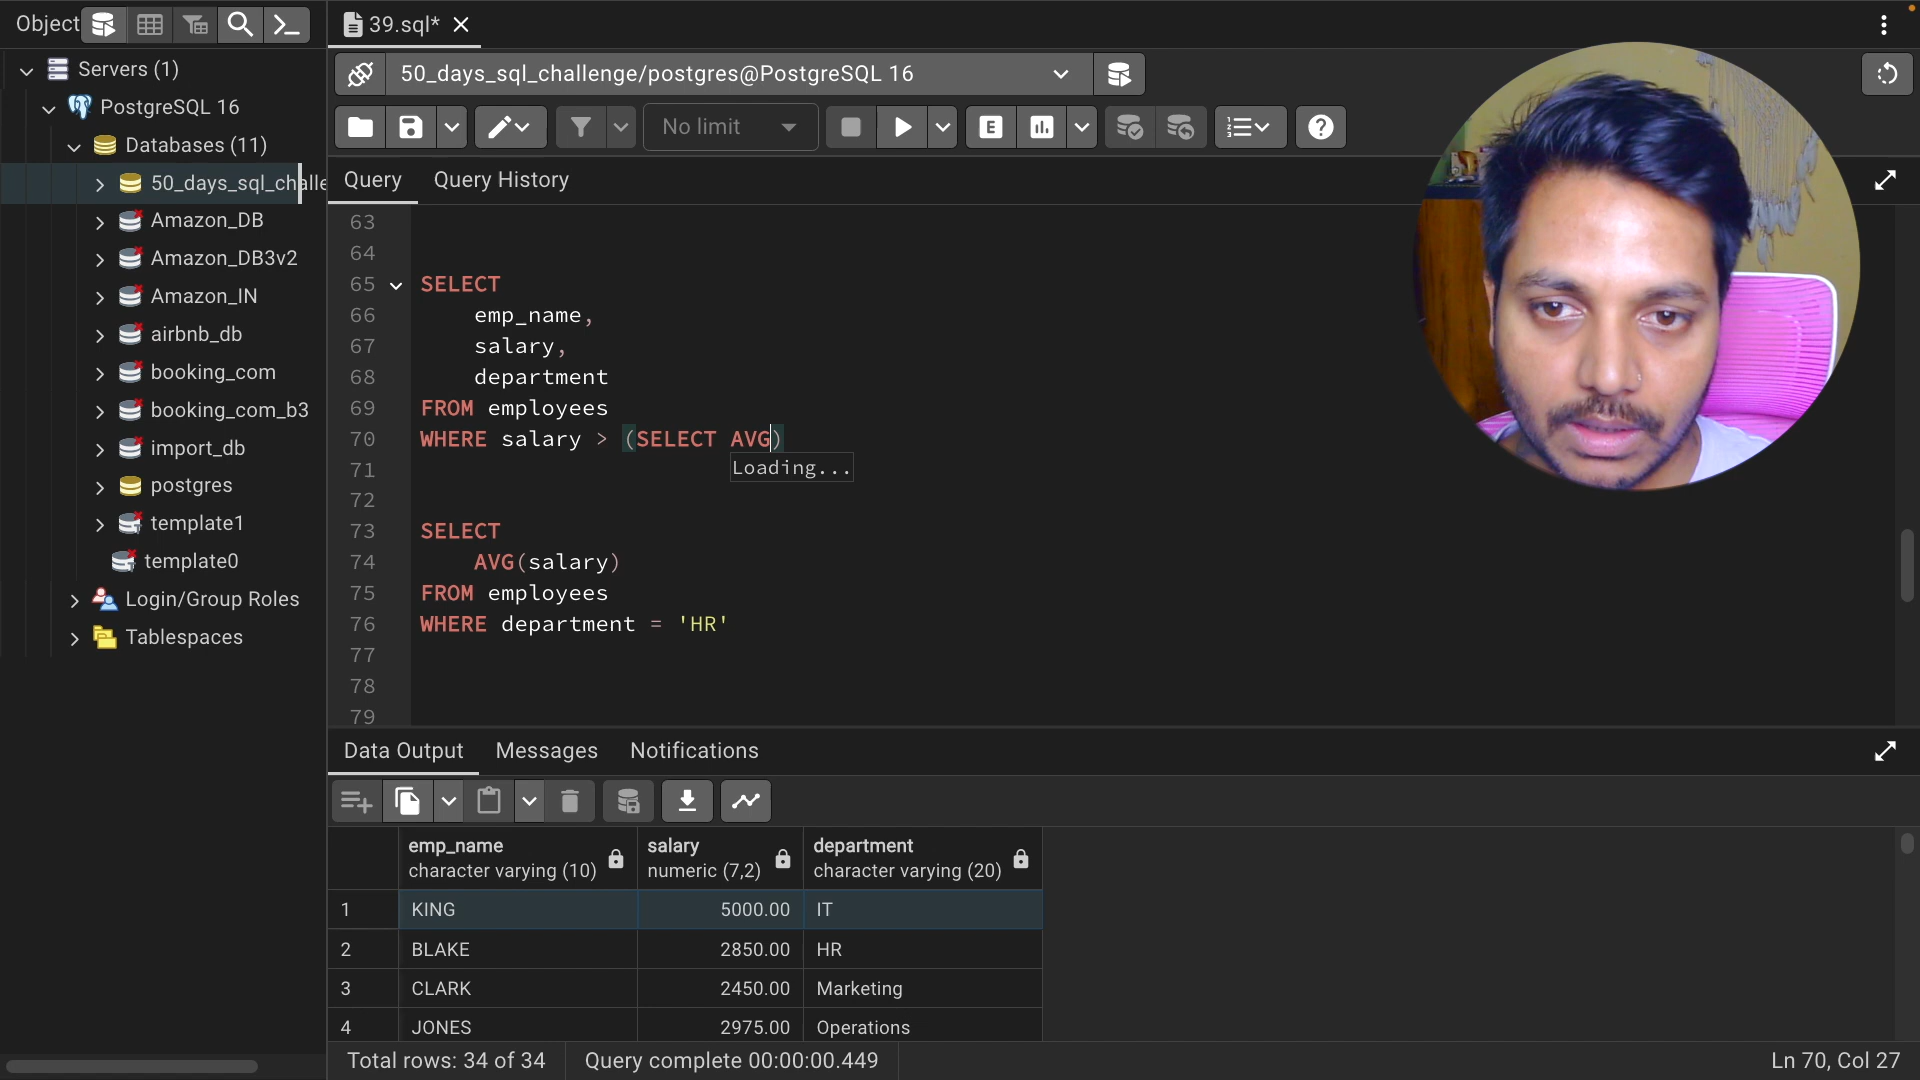 Object
39.sql*
Servers (1)
PostgreSQL 16
Databases (11)
50_days_sql_challe
Amazon_DB
Amazon_DB3v2
Amazon_IN
airbnb_db
booking_com
booking_com_b3
import_db
postgres
template1
template0
Login/Group Roles
Tablespaces
50_days_sql_challenge/postgres@PostgreSQL 16
No limit
E
Query
Query History
63
64
65 SELECT
66 emp_name,
67 salary,
68 department
69 FROM employees
70 WHERE salary > (SELECT AVG)
Loading...
71
72
73 SELECT
74 AVG(salary)
75 FROM employees
76 WHERE department = 'HR'
77
78
79
Data Output
Messages
Notifications
emp_name
character varying (10)
salary
numeric (7,2)
department
character varying (20)
1 KING 5000.00 IT
2 BLAKE 2850.00 HR
3 CLARK 2450.00 Marketing
4 JONES 2975.00 Operations
Total rows: 34 of 34
Query complete 00:00:00.449
Ln 70, Col 27